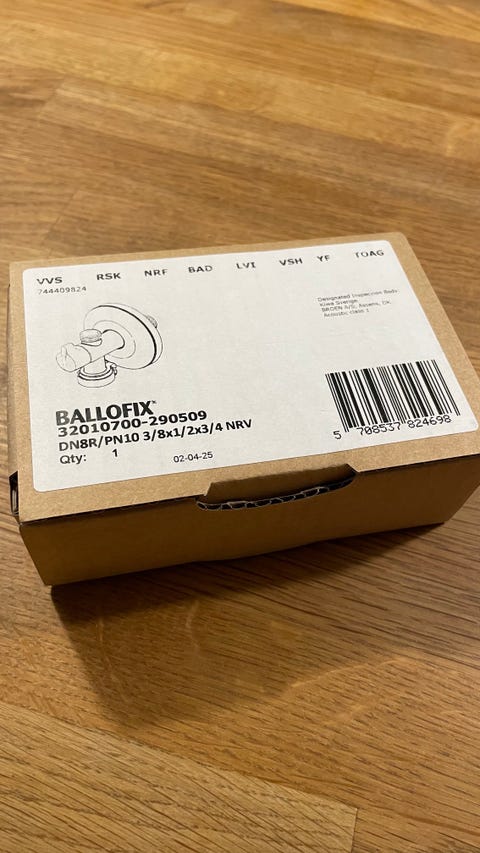 VVS RSK NRF BAD LVI VSH YF TOAG
744409824
Designated Inspection Body
Kiwa Sverige
BROEN A/S, Assens, DK.
Acoustic class 1
BALLOFIX
32010700-290509
DN8R/PN10 3/8x1/2x3/4 NRV
Qty: 1 02-04-25
5 708537 824698